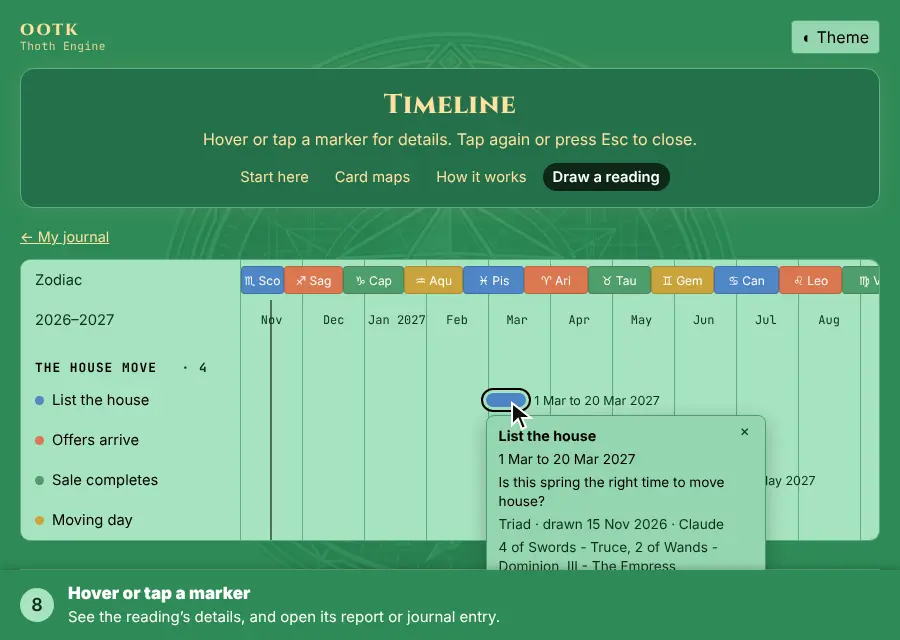 OOTK
Thoth Engine
Theme
Timeline
Hover or tap a marker for details. Tap again or press Esc to close.
Start here
Card maps
How it works
Draw a reading
← My journal
Zodiac
♏ Sco
♐ Sag
♑ Cap
♒ Aqu
♓ Pis
♈ Ari
♉ Tau
♊ Gem
♋ Can
♌ Leo
♍ V
2026–2027
Nov
Dec
Jan 2027
Feb
Mar
Apr
May
Jun
Jul
Aug
THE HOUSE MOVE · 4
List the house
1 Mar to 20 Mar 2027
Offers arrive
Sale completes
Moving day
List the house
×
1 Mar to 20 Mar 2027
Is this spring the right time to move
house?
Triad · drawn 15 Nov 2026 · Claude
4 of Swords - Truce, 2 of Wands -
Dominion, III - The Empress
2027
8
Hover or tap a marker
See the reading’s details, and open its report or journal entry.